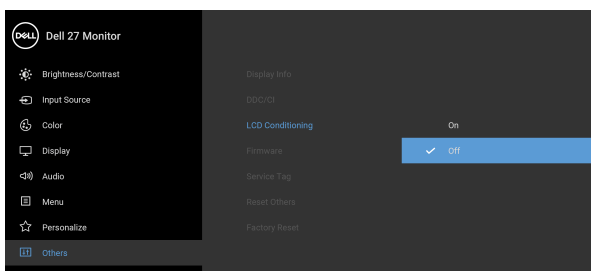 DELL Dell 27 Monitor
Brightness/Contrast Display Info
Input Source DDC/CI
Color LCD Conditioning On
Display Firmware Off
Audio Service Tag
Menu Reset Others
Personalize Factory Reset
Others